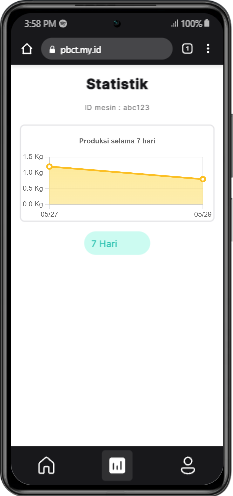 3:58 PM
100%
pbct.my.id
1
Statistik
ID mesin : abc123
Produksi selama 7 hari
1.5 Kg
1.0 Kg
0.5 Kg
0.0 Kg
05/27
05/29
7 Hari